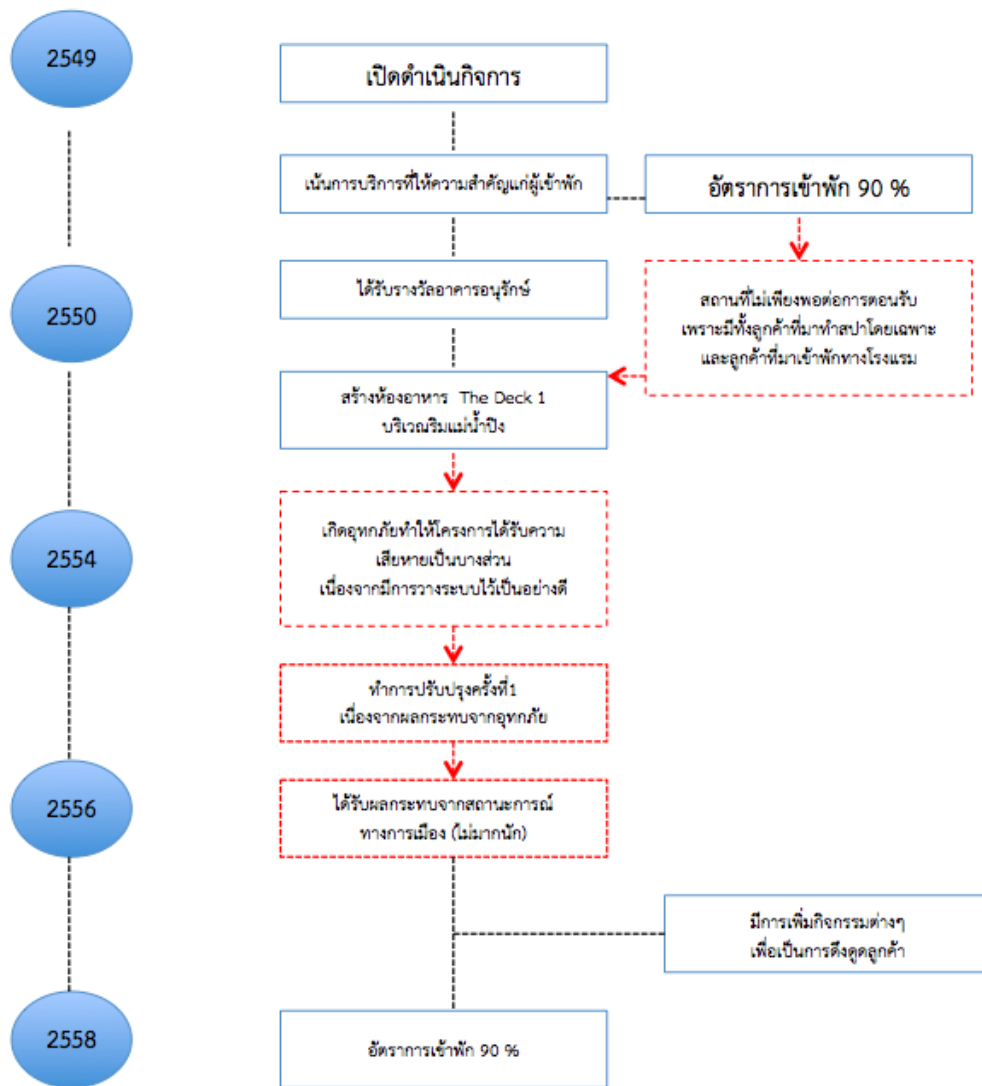 2549
เปิดดำเนินกิจการ
เน้นการบริการที่ให้ความสำคัญแก่ผู้เข้าพัก
อัตราการเข้าพัก 90 %
2550
ได้รับรางวัลอาคารอนุรักษ์
สถานที่ไม่เพียงพอต่อการตอนรับ
เพราะมีทั้งลูกค้าที่มาทำสปาโดยเฉพาะ
และลูกค้าที่มาเข้าพักทางโรงแรม
สร้างห้องอาหาร The Deck 1
บริเวณริมแม่น้ำปิง
2554
เกิดอุทกภัยทำให้โครงการได้รับความ
เสียหายเป็นบางส่วน
เนื่องจากมีการวางระบบไว้เป็นอย่างดี
ทำการปรับปรุงครั้งที่1
เนื่องจากผลกระทบจากอุทกภัย
2556
ได้รับผลกระทบจากสถานะการณ์
ทางการเมือง (ไม่มากนัก)
มีการเพิ่มกิจกรรมต่างๆ
เพื่อเป็นการดึงดูดลูกค้า
2558
อัตราการเข้าพัก 90 %